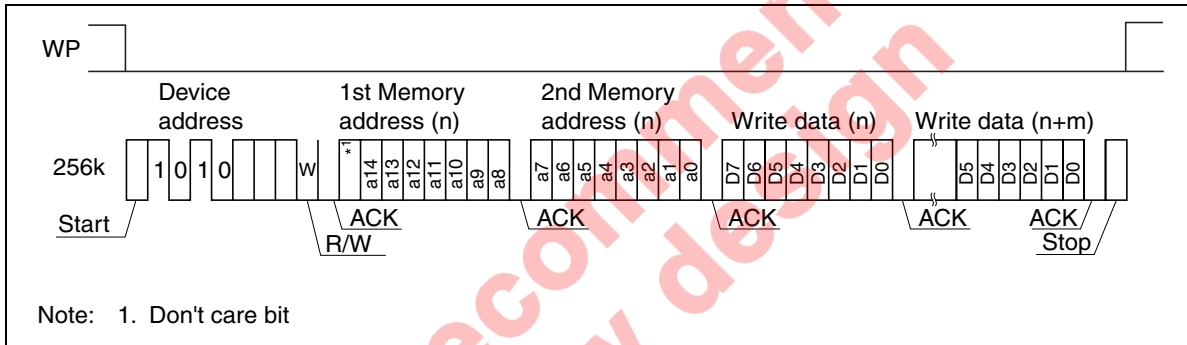 WP
Device address
1st Memory address (n)
2nd Memory address (n)
Write data (n)
Write data (n+m)
256k
1 0 1 0
W
*1 a14 a13 a12 a11 a10 a9 a8
a7 a6 a5 a4 a3 a2 a1 a0
D7 D6 D5 D4 D3 D2 D1 D0
D5 D4 D3 D2 D1 D0
Start
R/W
ACK
ACK
ACK
ACK
ACK
Stop
Note: 1. Don't care bit
design